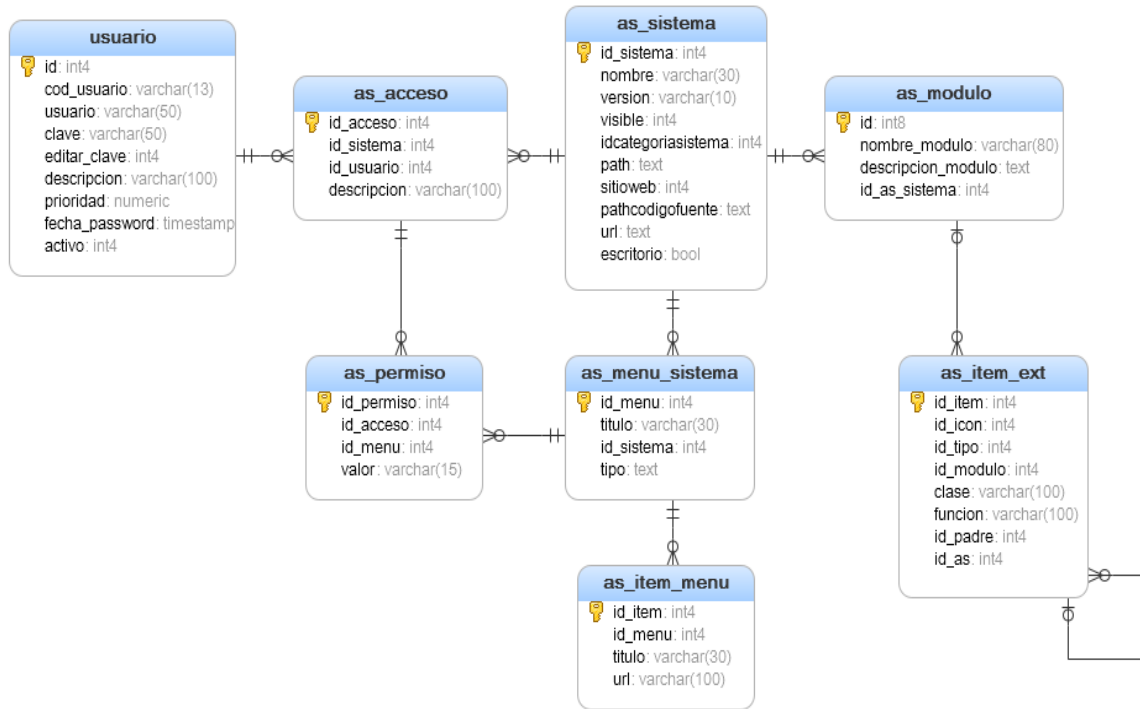 usuario
id: int4
cod_usuario: varchar(13)
usuario: varchar(50)
clave: varchar(50)
editar_clave: int4
descripcion: varchar(100)
prioridad: numeric
fecha_password: timestamp
activo: int4
as_acceso
id_acceso: int4
id_sistema: int4
id_usuario: int4
descripcion: varchar(100)
as_sistema
id_sistema: int4
nombre: varchar(30)
version: varchar(10)
visible: int4
idcategoriasistema: int4
path: text
sitioweb: int4
pathcodigofuente: text
url: text
escritorio: bool
as_modulo
id: int8
nombre_modulo: varchar(80)
descripcion_modulo: text
id_as_sistema: int4
as_permiso
id_permiso: int4
id_acceso: int4
id_menu: int4
valor: varchar(15)
as_menu_sistema
id_menu: int4
titulo: varchar(30)
id_sistema: int4
tipo: text
as_item_ext
id_item: int4
id_icon: int4
id_tipo: int4
id_modulo: int4
clase: varchar(100)
funcion: varchar(100)
id_padre: int4
id_as: int4
as_item_menu
id_item: int4
id_menu: int4
titulo: varchar(30)
url: varchar(100)